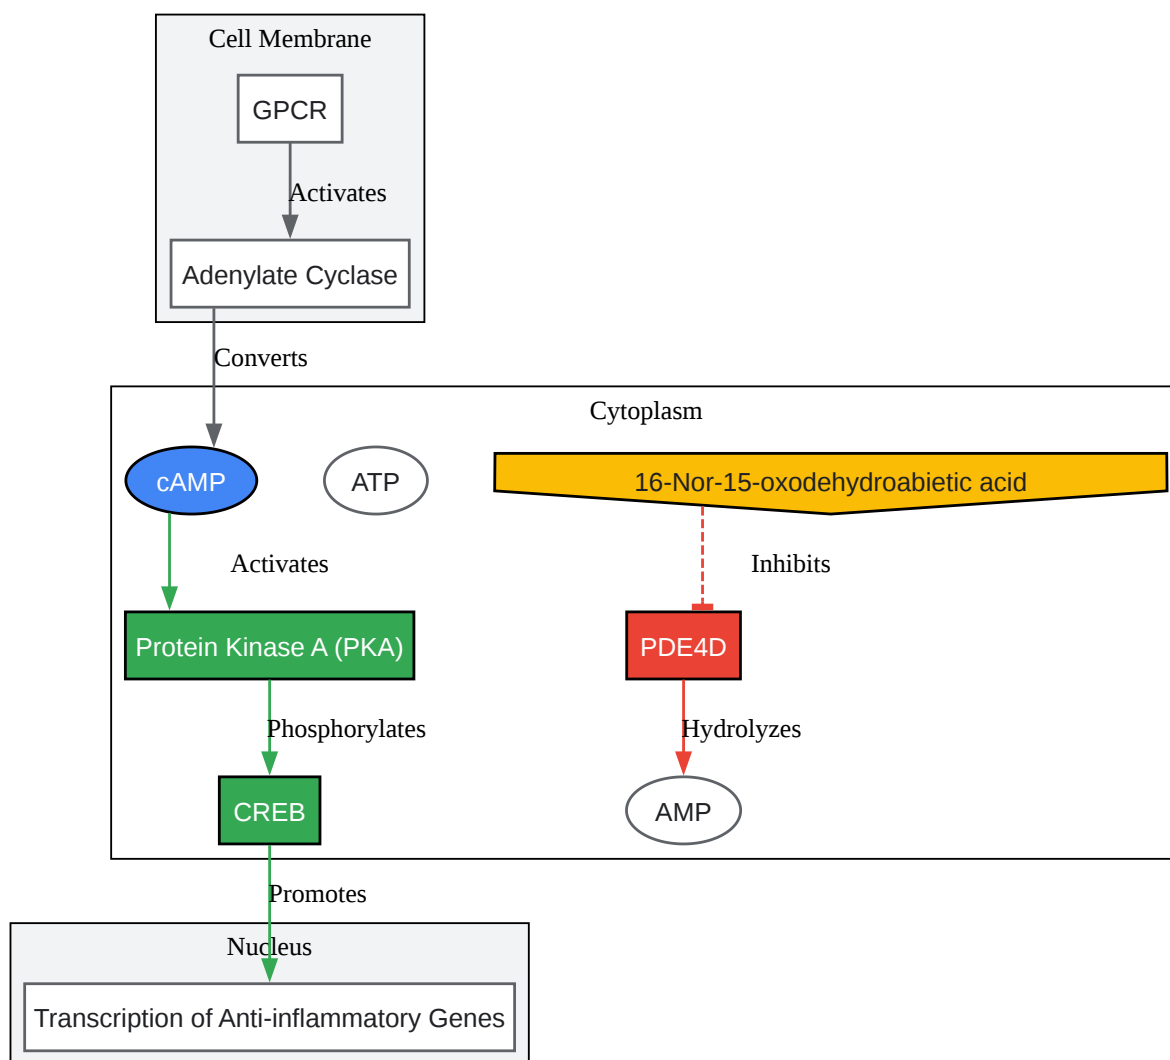 Cell Membrane
GPCR
Activates
Adenylate Cyclase
Converts
Cytoplasm
cAMP
ATP
16-Nor-15-oxodehydroabietic acid
Activates
Inhibits
Protein Kinase A (PKA)
PDE4D
Phosphorylates
Hydrolyzes
CREB
AMP
Promotes
Nucleus
Transcription of Anti-inflammatory Genes